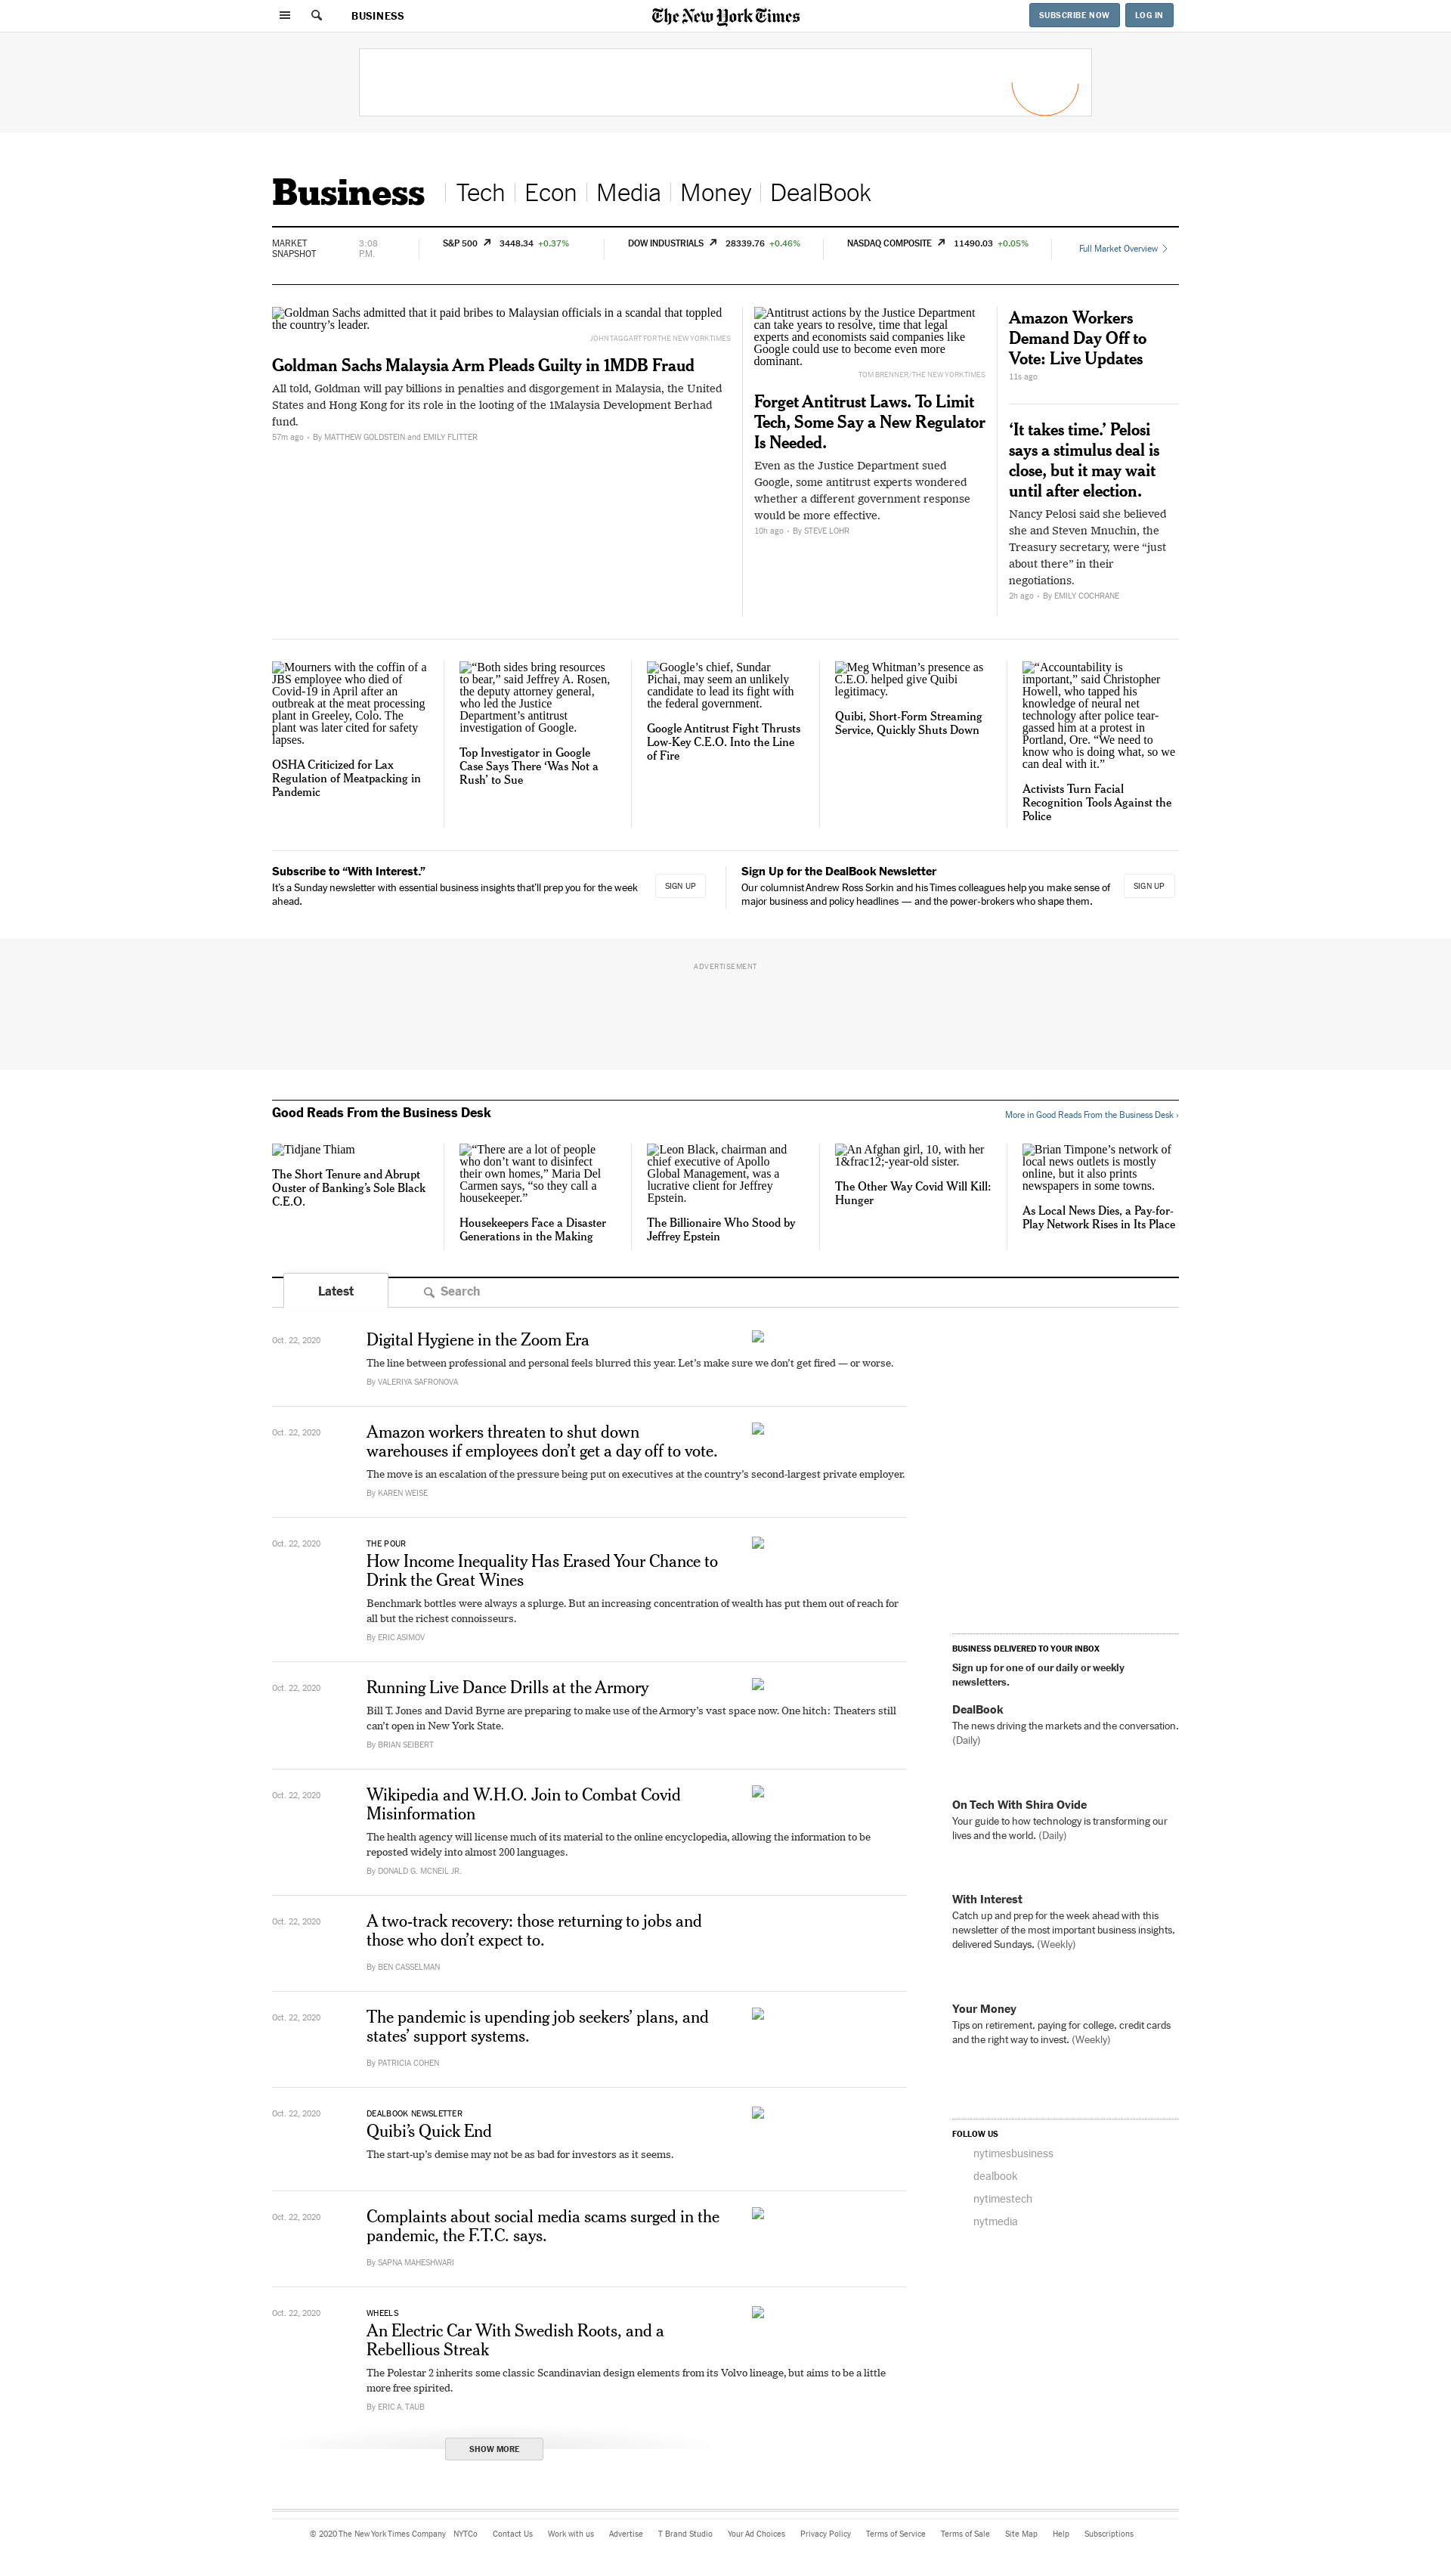 BUSINESS
The New York Times
SUBSCRIBE NOW
LOG IN
Business
Tech
Econ
Media
Money
DealBook
MARKET
SNAPSHOT
3:08
P.M.
S&P 500 3448.34 +0.37%
DOW INDUSTRIALS 28339.76 +0.46%
NASDAQ COMPOSITE 11490.03 +0.05%
Full Market Overview
Goldman Sachs admitted that it paid bribes to Malaysian officials in a scandal that toppled
the country’s leader.
JOHN TAGGART FOR THE NEW YORK TIMES
Goldman Sachs Malaysia Arm Pleads Guilty in 1MDB Fraud
All told, Goldman will pay billions in penalties and disgorgement in Malaysia, the United
States and Hong Kong for its role in the looting of the 1Malaysia Development Berhad
fund.
57m ago • By MATTHEW GOLDSTEIN and EMILY FLITTER
Antitrust actions by the Justice Department
can take years to resolve, time that legal
experts and economists said companies like
Google could use to become even more
dominant.
TOM BRENNER/THE NEW YORK TIMES
Forget Antitrust Laws. To Limit
Tech, Some Say a New Regulator
Is Needed.
Even as the Justice Department sued
Google, some antitrust experts wondered
whether a different government response
would be more effective.
10h ago • By STEVE LOHR
Amazon Workers
Demand Day Off to
Vote: Live Updates
11s ago
‘It takes time.’ Pelosi
says a stimulus deal is
close, but it may wait
until after election.
Nancy Pelosi said she believed
she and Steven Mnuchin, the
Treasury secretary, were “just
about there” in their
negotiations.
2h ago • By EMILY COCHRANE
Mourners with the coffin of a
JBS employee who died of
Covid-19 in April after an
outbreak at the meat processing
plant in Greeley, Colo. The
plant was later cited for safety
lapses.
OSHA Criticized for Lax
Regulation of Meatpacking in
Pandemic
“Both sides bring resources
to bear,” said Jeffrey A. Rosen,
the deputy attorney general,
who led the Justice
Department’s antitrust
investigation of Google.
Top Investigator in Google
Case Says There ‘Was Not a
Rush’ to Sue
Google’s chief, Sundar
Pichai, may seem an unlikely
candidate to lead its fight with
the federal government.
Google Antitrust Fight Thrusts
Low-Key C.E.O. Into the Line
of Fire
Meg Whitman’s presence as
C.E.O. helped give Quibi
legitimacy.
Quibi, Short-Form Streaming
Service, Quickly Shuts Down
“Accountability is
important,” said Christopher
Howell, who tapped his
knowledge of neural net
technology after police tear-
gassed him at a protest in
Portland, Ore. “We need to
know who is doing what, so we
can deal with it.”
Activists Turn Facial
Recognition Tools Against the
Police
Subscribe to “With Interest.”
It’s a Sunday newsletter with essential business insights that’ll prep you for the week
ahead.
SIGN UP
Sign Up for the DealBook Newsletter
Our columnist Andrew Ross Sorkin and his Times colleagues help you make sense of
major business and policy headlines — and the power-brokers who shape them.
SIGN UP
ADVERTISEMENT
Good Reads From the Business Desk
More in Good Reads From the Business Desk ›
Tidjane Thiam
The Short Tenure and Abrupt
Ouster of Banking’s Sole Black
C.E.O.
“There are a lot of people
who don’t want to disinfect
their own homes,” Maria Del
Carmen says, “so they call a
housekeeper.”
Housekeepers Face a Disaster
Generations in the Making
Leon Black, chairman and
chief executive of Apollo
Global Management, was a
lucrative client for Jeffrey
Epstein.
The Billionaire Who Stood by
Jeffrey Epstein
An Afghan girl, 10, with her
1&frac12;-year-old sister.
The Other Way Covid Will Kill:
Hunger
Brian Timpone’s network of
local news outlets is mostly
online, but it also prints
newspapers in some towns.
As Local News Dies, a Pay-for-
Play Network Rises in Its Place
Latest
Search
Oct. 22, 2020
Digital Hygiene in the Zoom Era
The line between professional and personal feels blurred this year. Let’s make sure we don’t get fired — or worse.
By VALERIYA SAFRONOVA
Oct. 22, 2020
Amazon workers threaten to shut down
warehouses if employees don’t get a day off to vote.
The move is an escalation of the pressure being put on executives at the country’s second-largest private employer.
By KAREN WEISE
Oct. 22, 2020
THE POUR
How Income Inequality Has Erased Your Chance to
Drink the Great Wines
Benchmark bottles were always a splurge. But an increasing concentration of wealth has put them out of reach for
all but the richest connoisseurs.
By ERIC ASIMOV
Oct. 22, 2020
Running Live Dance Drills at the Armory
Bill T. Jones and David Byrne are preparing to make use of the Armory’s vast space now. One hitch: Theaters still
can’t open in New York State.
By BRIAN SEIBERT
Oct. 22, 2020
Wikipedia and W.H.O. Join to Combat Covid
Misinformation
The health agency will license much of its material to the online encyclopedia, allowing the information to be
reposted widely into almost 200 languages.
By DONALD G. MCNEIL JR.
Oct. 22, 2020
A two-track recovery: those returning to jobs and
those who don’t expect to.
By BEN CASSELMAN
Oct. 22, 2020
The pandemic is upending job seekers’ plans, and
states’ support systems.
By PATRICIA COHEN
Oct. 22, 2020
DEALBOOK NEWSLETTER
Quibi’s Quick End
The start-up’s demise may not be as bad for investors as it seems.
Oct. 22, 2020
Complaints about social media scams surged in the
pandemic, the F.T.C. says.
By SAPNA MAHESHWARI
Oct. 22, 2020
WHEELS
An Electric Car With Swedish Roots, and a
Rebellious Streak
The Polestar 2 inherits some classic Scandinavian design elements from its Volvo lineage, but aims to be a little
more free spirited.
By ERIC A. TAUB
SHOW MORE
BUSINESS DELIVERED TO YOUR INBOX
Sign up for one of our daily or weekly
newsletters.
DealBook
The news driving the markets and the conversation.
(Daily)
On Tech With Shira Ovide
Your guide to how technology is transforming our
lives and the world. (Daily)
With Interest
Catch up and prep for the week ahead with this
newsletter of the most important business insights,
delivered Sundays. (Weekly)
Your Money
Tips on retirement, paying for college, credit cards
and the right way to invest. (Weekly)
FOLLOW US
nytimesbusiness
dealbook
nytimestech
nytmedia
© 2020 The New York Times Company NYTCo Contact Us Work with us Advertise T Brand Studio Your Ad Choices Privacy Policy Terms of Service Terms of Sale Site Map Help Subscriptions